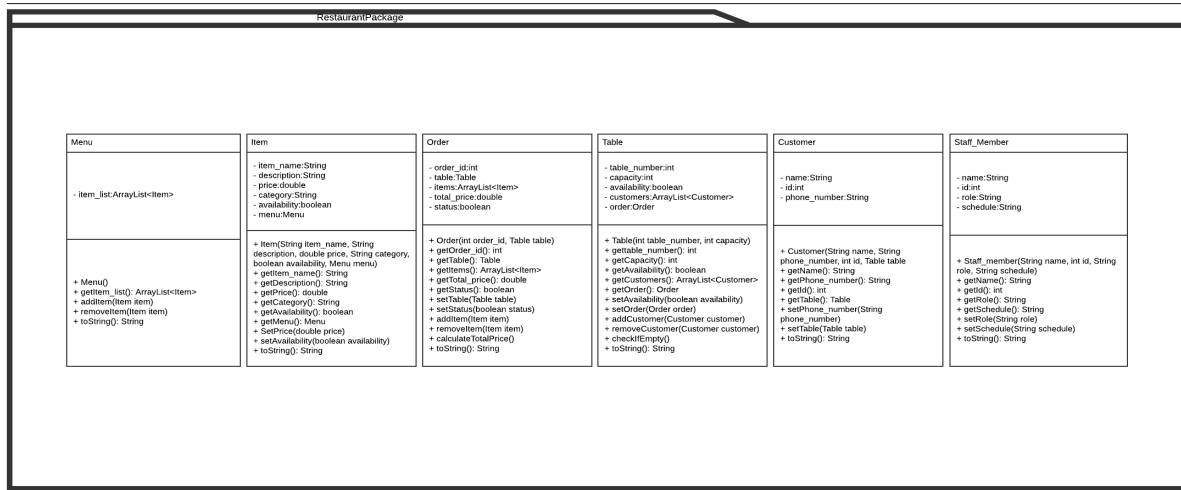 RestaurantPackage
Menu
- item_list:ArrayList<Item>
+ Menu()
+ getItem_list(): ArrayList<Item>
+ addItem(Item item)
+ removeItem(Item item)
+ toString(): String
Item
- item_name:String
- description:String
- price:double
- category:String
- availability:boolean
- menu:Menu
+ Item(String item_name, String
description, double price, String category,
boolean availability, Menu menu)
+ getItem_name(): String
+ getDescription(): String
+ getPrice(): double
+ getCategory(): String
+ getAvailability(): boolean
+ getMenu(): Menu
+ SetPrice(double price)
+ setAvailability(boolean availability)
+ toString(): String
Order
- order_id:int
- table:Table
- items:ArrayList<Item>
- total_price:double
- status:boolean
+ Order(int order_id, Table table)
+ getOrder_id(): int
+ getTable(): Table
+ getItems(): ArrayList<Item>
+ getTotal_price(): double
+ getStatus(): boolean
+ setTable(Table table)
+ setStatus(boolean status)
+ addItem(Item item)
+ removeItem(Item item)
+ calculateTotalPrice()
+ toString(): String
Table
- table_number:int
- capacity:int
- availability:boolean
- customers:ArrayList<Customer>
- order:Order
+ Table(int table_number, int capacity)
+ gettable_number(): int
+ getCapacity(): int
+ getAvailability(): boolean
+ getCustomers(): ArrayList<Customer>
+ getOrder(): Order
+ setAvailability(boolean availability)
+ setOrder(Order order)
+ addCustomer(Customer customer)
+ removeCustomer(Customer customer)
+ checkIfEmpty()
+ toString(): String
Customer
- name:String
- id:int
- phone_number:String
+ Customer(String name, String
phone_number, int id, Table table
+ getName(): String
+ getPhone_number(): String
+ getId(): int
+ getTable(): Table
+ setPhone_number(String
phone_number)
+ setTable(Table table)
+ toString(): String
Staff_Member
- name:String
- id:int
- role:String
- schedule:String
+ Staff_member(String name, int id, String
role, String schedule)
+ getName(): String
+ getId(): int
+ getRole(): String
+ getSchedule(): String
+ setRole(String role)
+ setSchedule(String schedule)
+ toString(): String